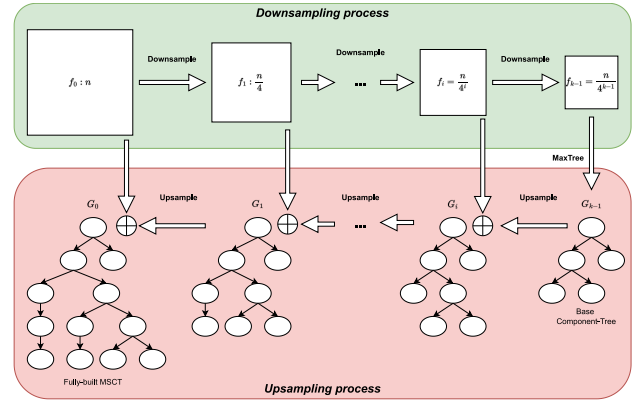 Downsampling process
Downsample
Downsample
Downsample
Downsample
f₀ : n
f₁ : n/4
...
fᵢ = n/4ⁱ
fₖ₋₁ = n/4ᵏ⁻¹
MaxTree
Upsample
Upsample
Upsample
G₀
G₁
...
Gᵢ
Gₖ₋₁
Base
Component-Tree
Fully-built MSCT
Upsampling process